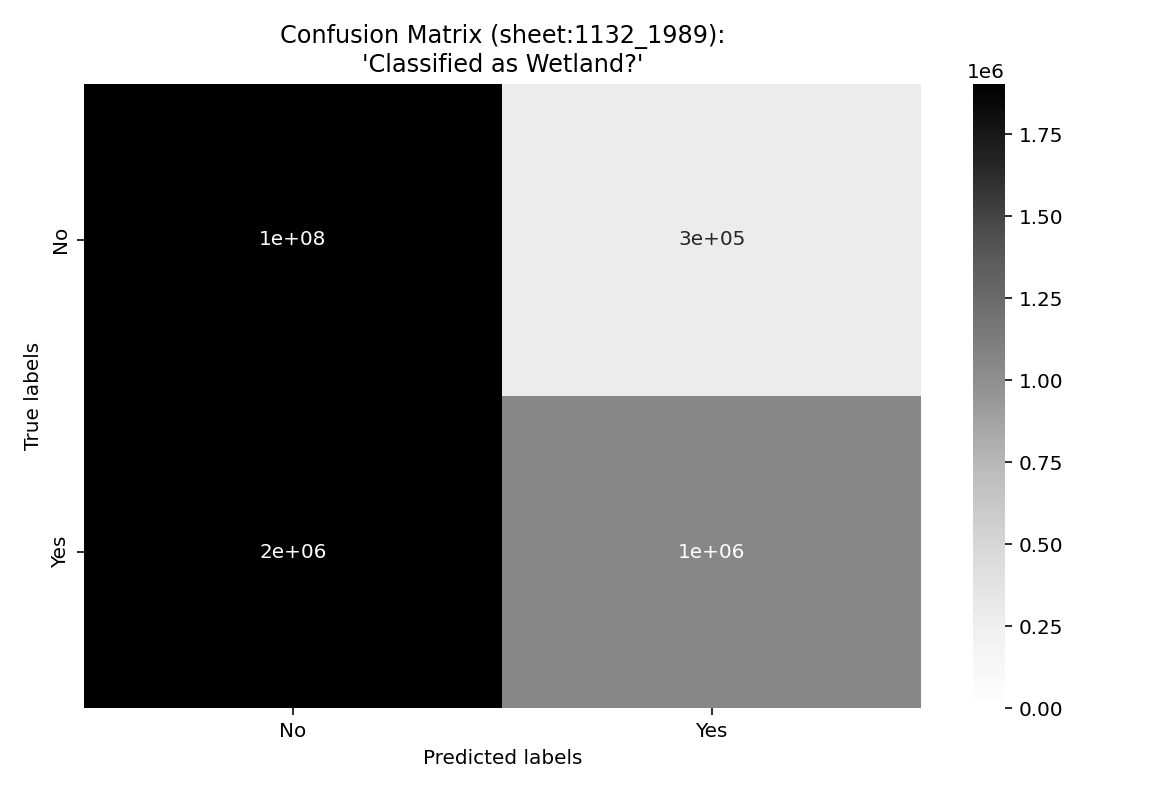 Confusion Matrix (sheet:1132_1989):
'Classified as Wetland?'
1e6
No
Yes
True labels
1e+08
3e+05
2e+06
1e+06
No
Yes
Predicted labels
1.75
1.50
1.25
1.00
0.75
0.50
0.25
0.00